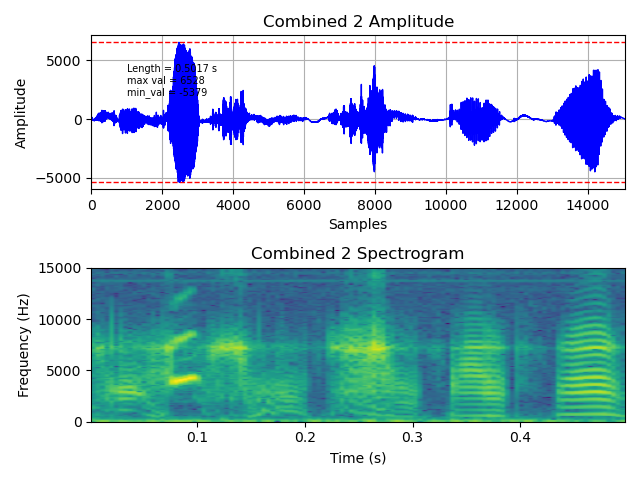 Combined 2 Amplitude
Amplitude
5000
0
−5000
Length = 0.5017 s
max val = 6528
min_val = -5379
0 2000 4000 6000 8000 10000 12000 14000
Samples
Combined 2 Spectrogram
Frequency (Hz)
15000
10000
5000
0
0.1 0.2 0.3 0.4
Time (s)